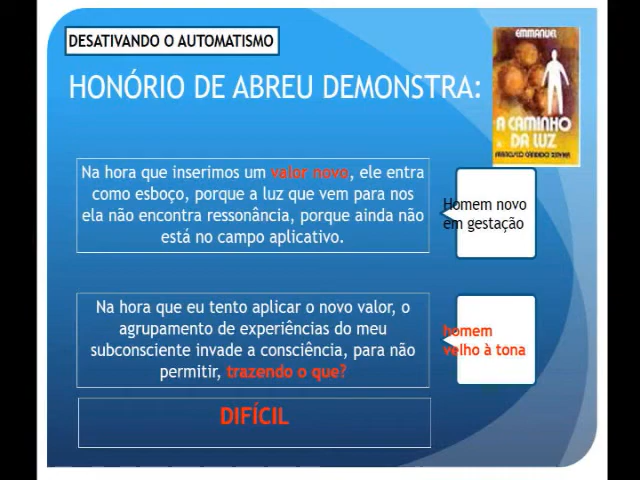 DESATIVANDO O AUTOMATISMO
HONÓRIO DE ABREU DEMONSTRA:
EMMANUEL
A CAMINHO
DA LUZ
FRANCISCO CANDIDO XAVIER
Na hora que inserimos um valor novo, ele entra
como esboço, porque a luz que vem para nos
ela não encontra ressonância, porque ainda não
está no campo aplicativo.
Homem novo
em gestação
Na hora que eu tento aplicar o novo valor, o
agrupamento de experiências do meu
subconsciente invade a consciência, para não
permitir, trazendo o que?
homem
velho à tona
DIFÍCIL